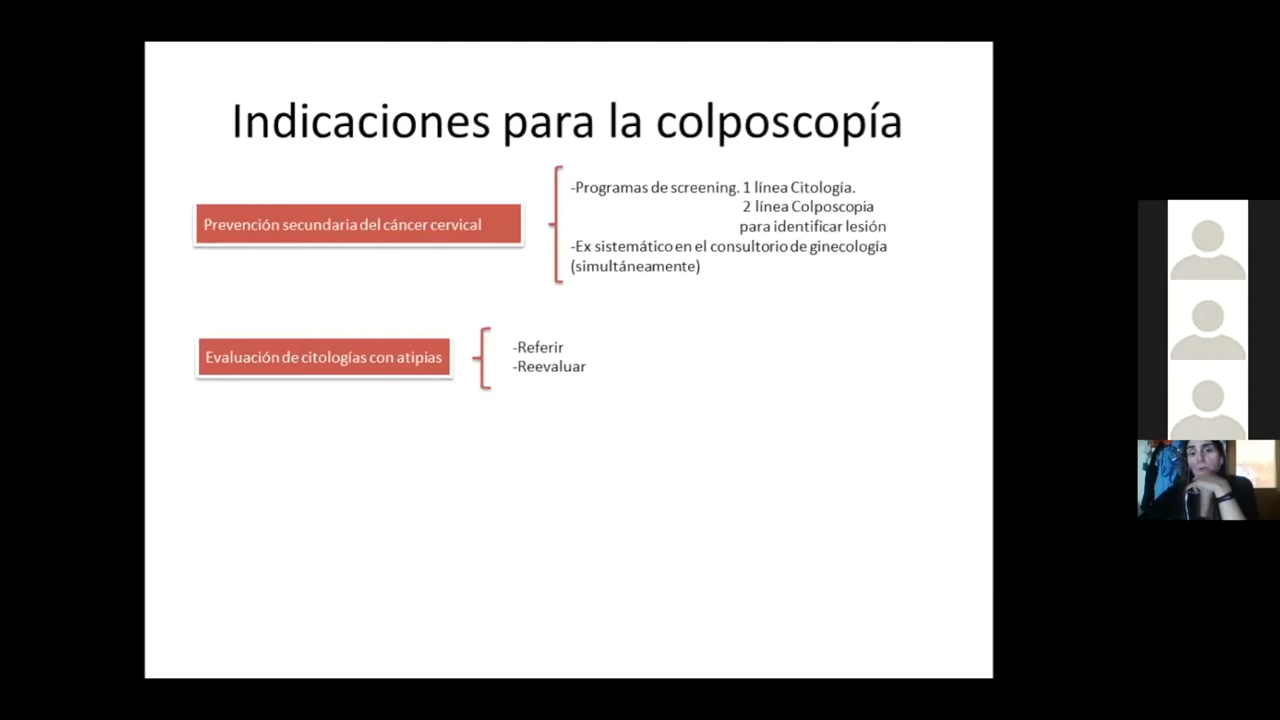 Indicaciones para la colposcopía
Prevención secundaria del cáncer cervical
-Programas de screening. 1 línea Citología.
2 línea Colposcopia
para identificar lesión
-Ex sistemático en el consultorio de ginecología
(simultáneamente)
Evaluación de citologías con atipias
-Referir
-Reevaluar